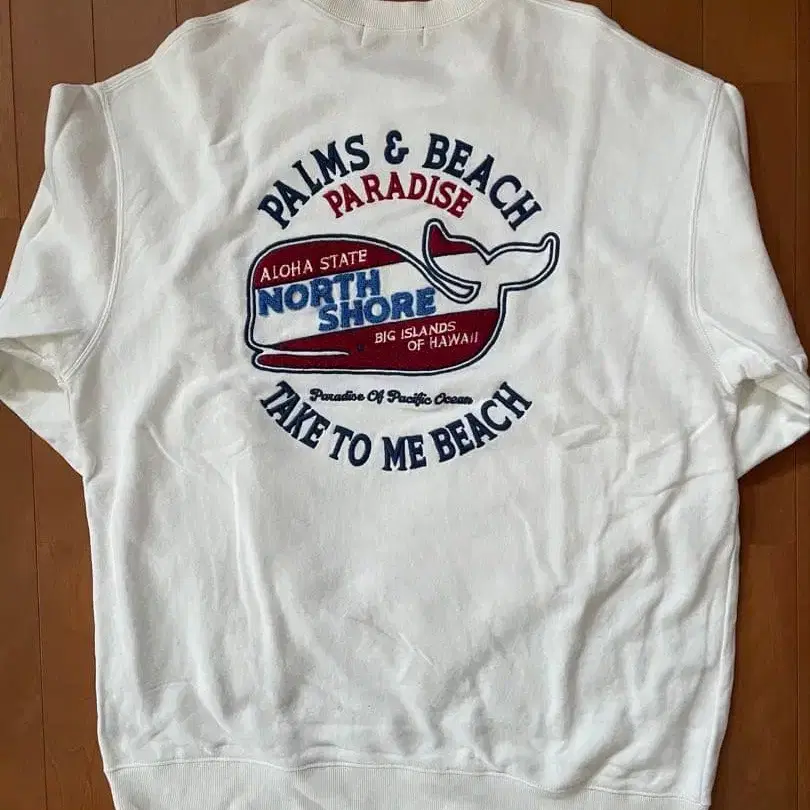 PALMS & BEACH
PARADISE
ALOHA STATE
NORTH
SHORE
BIG ISLANDS
OF HAWAII
Paradise Of Pacific Ocean
TAKE TO ME BEACH